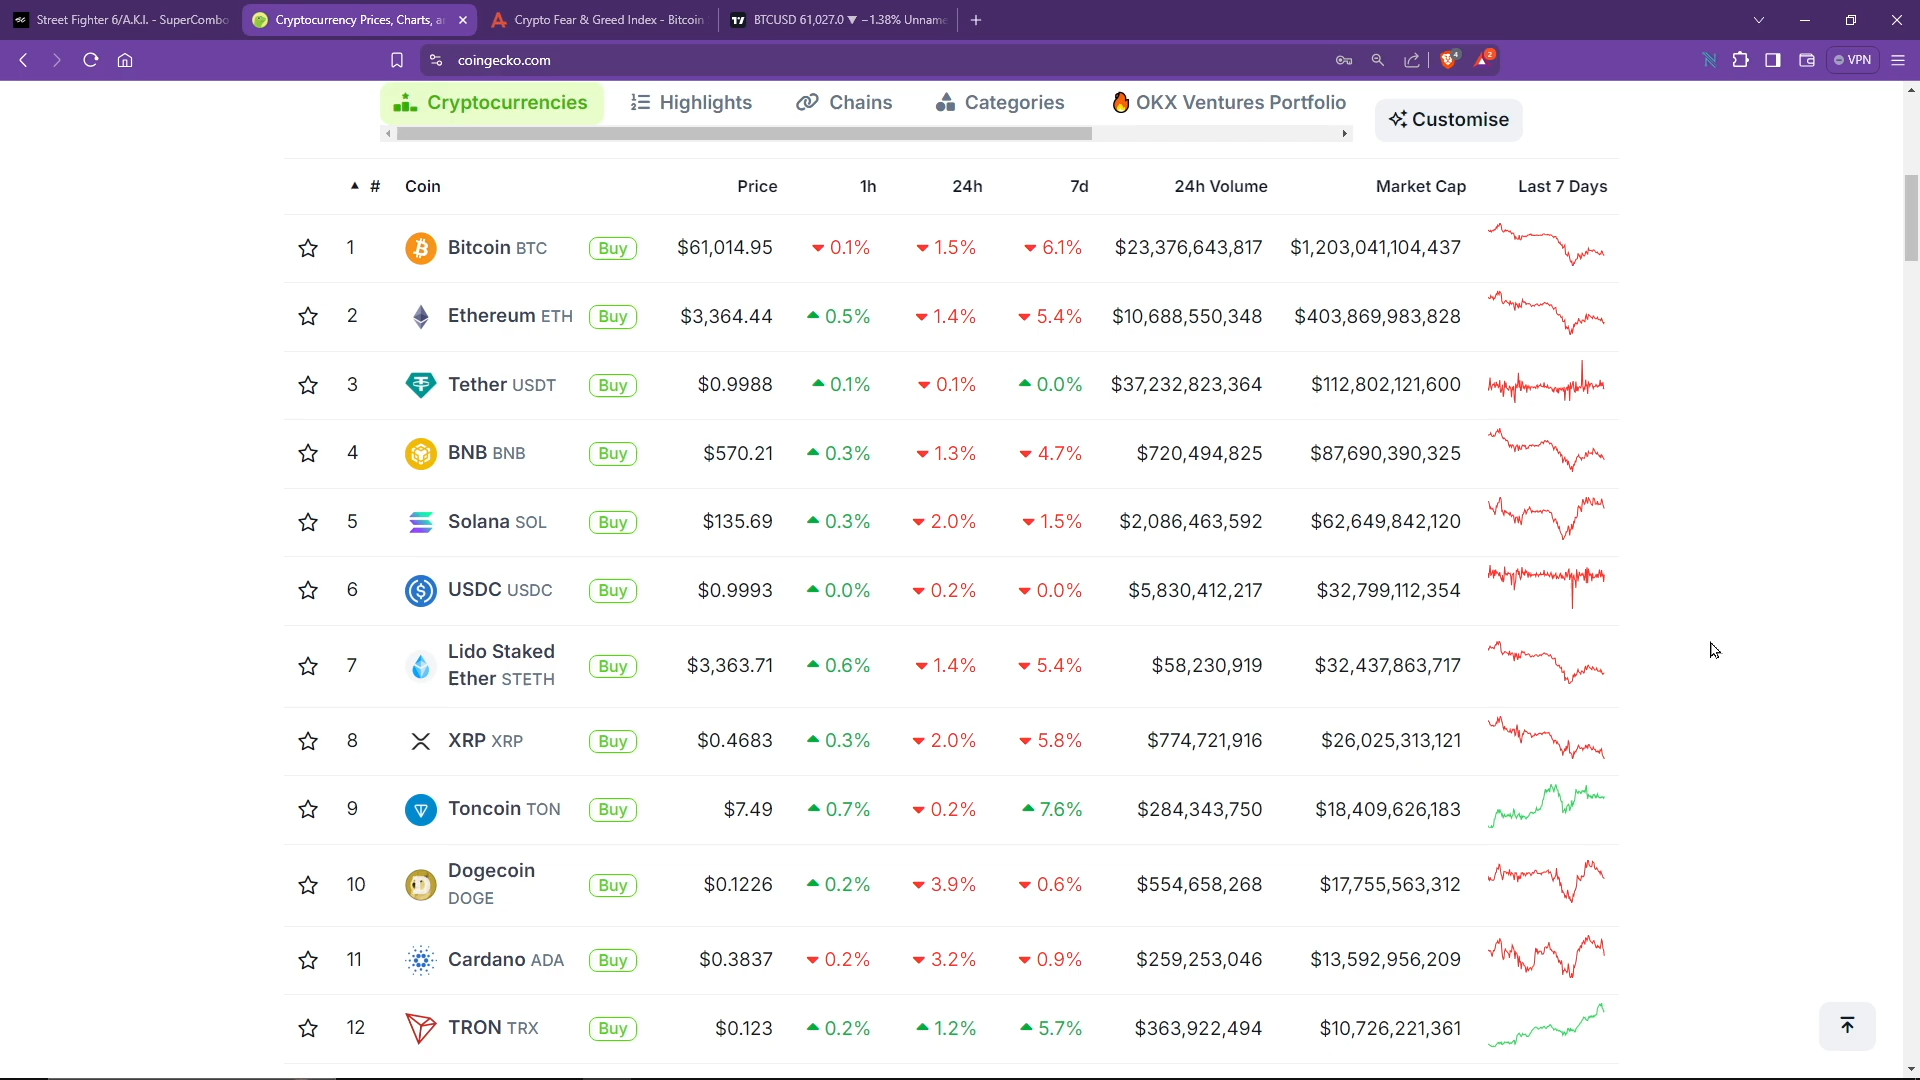 Street Fighter 6/A.K.I. - SuperCombo
Cryptocurrency Prices, Charts, a
Crypto Fear & Greed Index - Bitcoin
BTCUSD 61,027.0 ▼ −1.38% Unname
coingecko.com
4
2
VPN
Cryptocurrencies
Highlights
Chains
Categories
OKX Ventures Portfolio
Customise
# Coin Price 1h 24h 7d 24h Volume Market Cap Last 7 Days
1 Bitcoin BTC Buy $61,014.95 0.1% 1.5% 6.1% $23,376,643,817 $1,203,041,104,437
2 Ethereum ETH Buy $3,364.44 0.5% 1.4% 5.4% $10,688,550,348 $403,869,983,828
3 Tether USDT Buy $0.9988 0.1% 0.1% 0.0% $37,232,823,364 $112,802,121,600
4 BNB BNB Buy $570.21 0.3% 1.3% 4.7% $720,494,825 $87,690,390,325
5 Solana SOL Buy $135.69 0.3% 2.0% 1.5% $2,086,463,592 $62,649,842,120
6 USDC USDC Buy $0.9993 0.0% 0.2% 0.0% $5,830,412,217 $32,799,112,354
7 Lido Staked
Ether STETH Buy $3,363.71 0.6% 1.4% 5.4% $58,230,919 $32,437,863,717
8 XRP XRP Buy $0.4683 0.3% 2.0% 5.8% $774,721,916 $26,025,313,121
9 Toncoin TON Buy $7.49 0.7% 0.2% 7.6% $284,343,750 $18,409,626,183
10 Dogecoin
DOGE Buy $0.1226 0.2% 3.9% 0.6% $554,658,268 $17,755,563,312
11 Cardano ADA Buy $0.3837 0.2% 3.2% 0.9% $259,253,046 $13,592,956,209
12 TRON TRX Buy $0.123 0.2% 1.2% 5.7% $363,922,494 $10,726,221,361